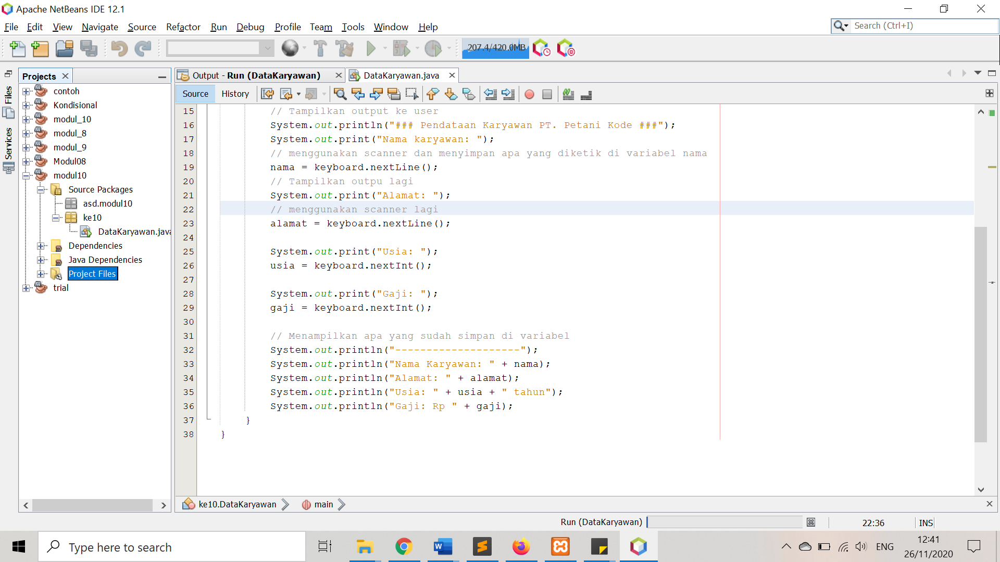 Apache NetBeans IDE 12.1
File Edit View Navigate Source Refactor Run Debug Profile Team Tools Window Help
Search (Ctrl+I)
207.4/420.0MB
Projects
Files
Services
contoh
Kondisional
modul_10
modul_8
modul_9
Modul08
modul10
Source Packages
asd.modul10
ke10
DataKaryawan.java
Dependencies
Java Dependencies
Project Files
trial
Output - Run (DataKaryawan)
DataKaryawan.java
Source History
15 // Tampilkan output ke user
16 System.out.println("### Pendataan Karyawan PT. Petani Kode ###");
17 System.out.print("Nama karyawan: ");
18 // menggunakan scanner dan menyimpan apa yang diketik di variabel nama
19 nama = keyboard.nextLine();
20 // Tampilkan outpu lagi
21 System.out.print("Alamat: ");
22 // menggunakan scanner lagi
23 alamat = keyboard.nextLine();
24
25 System.out.print("Usia: ");
26 usia = keyboard.nextInt();
27
28 System.out.print("Gaji: ");
29 gaji = keyboard.nextInt();
30
31 // Menampilkan apa yang sudah simpan di variabel
32 System.out.println("--------------------");
33 System.out.println("Nama Karyawan: " + nama);
34 System.out.println("Alamat: " + alamat);
35 System.out.println("Usia: " + usia + " tahun");
36 System.out.println("Gaji: Rp " + gaji);
37 }
38 }
ke10.DataKaryawan main
Run (DataKaryawan)
22:36 INS
Type here to search
ENG
12:41
26/11/2020